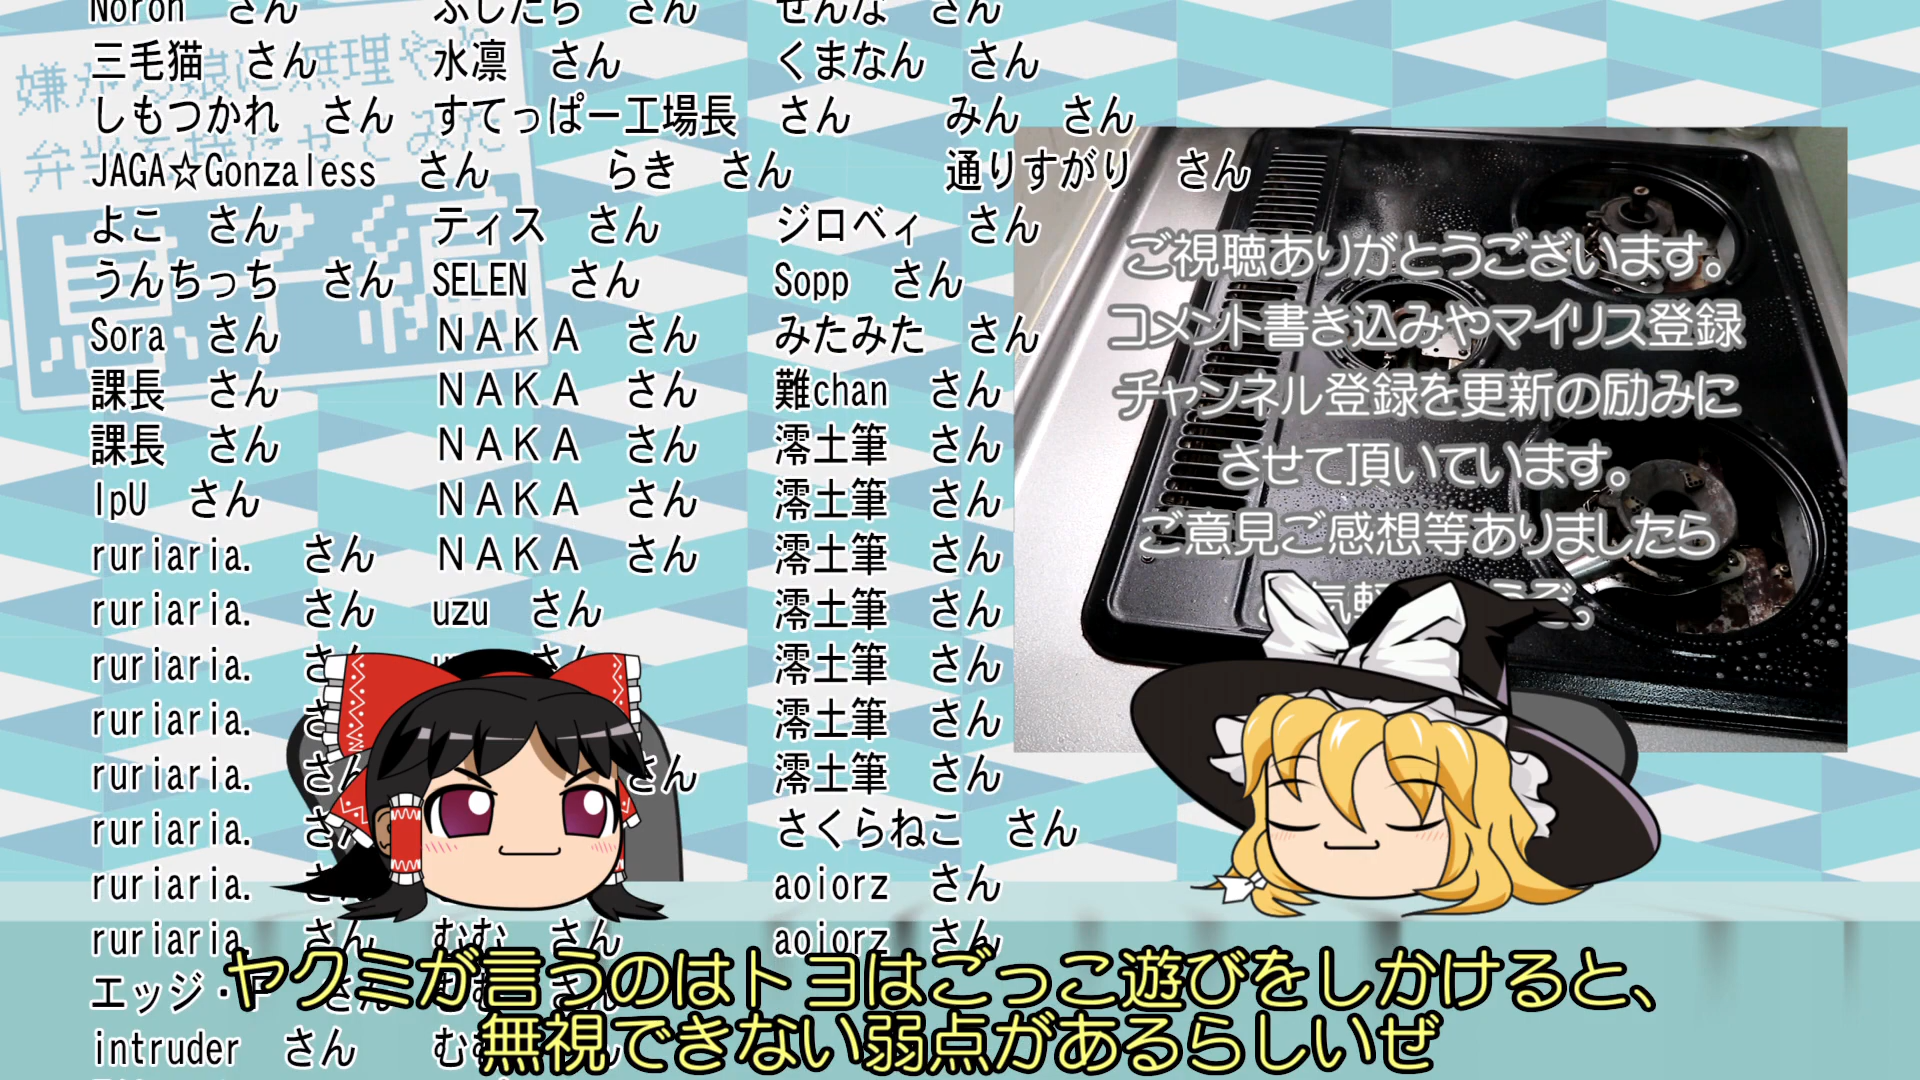 Noron さん ふしだら さん せんな さん
三毛猫 さん 水凛 さん くまなん さん
しもつかれ さん すてっぱー工場長 さん みん さん
JAGA☆Gonzaless さん らき さん 通りすがり さん
よこ さん ティス さん ジロベィ さん
うんちっち さん SELEN さん Sopp さん
Sora さん NAKA さん みたみた さん
課長 さん NAKA さん 難chan さん
課長 さん NAKA さん 澪土筆 さん
IpU さん NAKA さん 澪土筆 さん
ruriaria. さん NAKA さん 澪土筆 さん
ruriaria. さん uzu さん 澪土筆 さん
ruriaria. さん 澪土筆 さん
ruriaria. 澪土筆 さん
ruriaria. さん さん 澪土筆 さん
ruriaria. さくらねこ さん
ruriaria. aoiorz さん
ruriaria. さん むむ さん aoiorz さん
エッジ・
intruder さん
ご視聴ありがとうございます。
コメント書き込みやマイリス登録
チャンネル登録を更新の励みに
させて頂いています。
ご意見ご感想等ありましたら
ヤクミが言うのはトヨはごっこ遊びをしかけると、
無視できない弱点があるらしいぜ